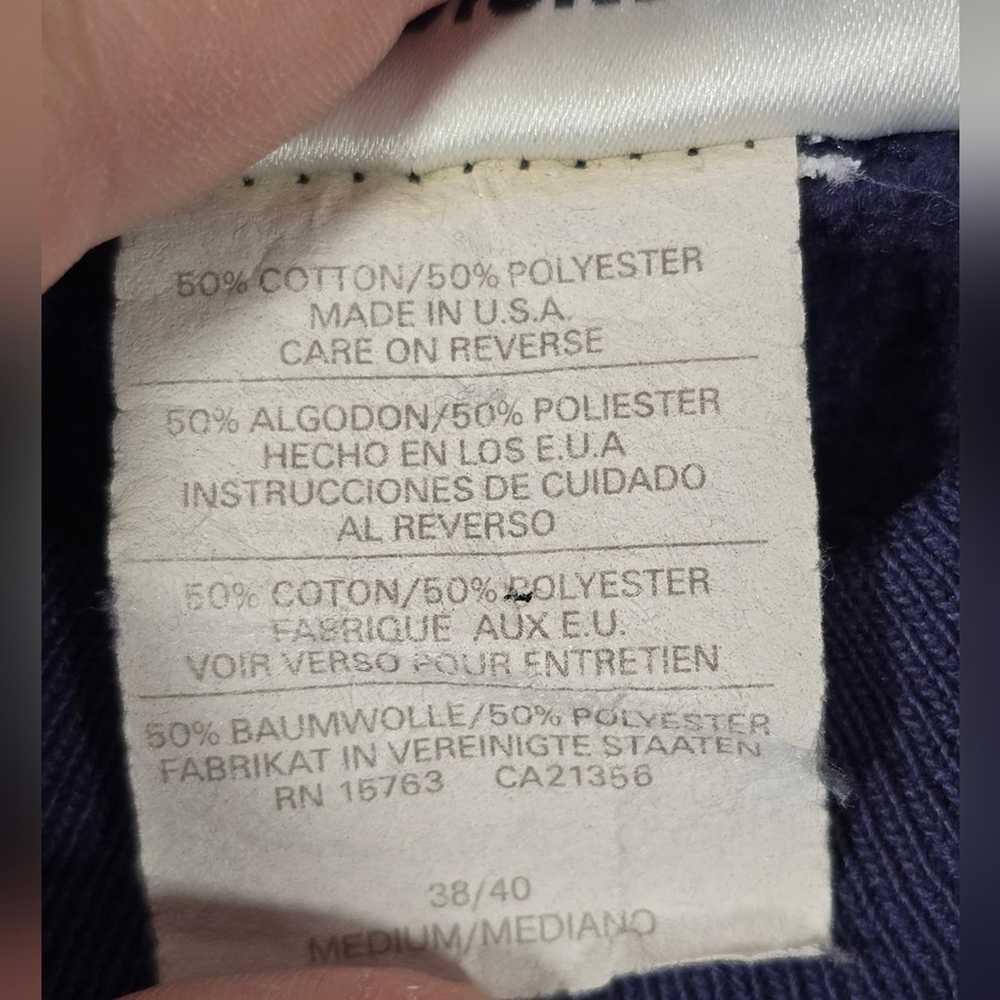 50% COTTON/50% POLYESTER
MADE IN U.S.A.
CARE ON REVERSE
50% ALGODON/50% POLIESTER
HECHO EN LOS E.U.A
INSTRUCCIONES DE CUIDADO
AL REVERSO
50% COTON/50% POLYESTER
FABRIQUE AUX E.U.
VOIR VERSO POUR ENTRETIEN
50% BAUMWOLLE/50% POLYESTER
FABRIKAT IN VEREINIGTE STAATEN
RN 15763 CA21356
38/40
MEDIUM/MEDIANO